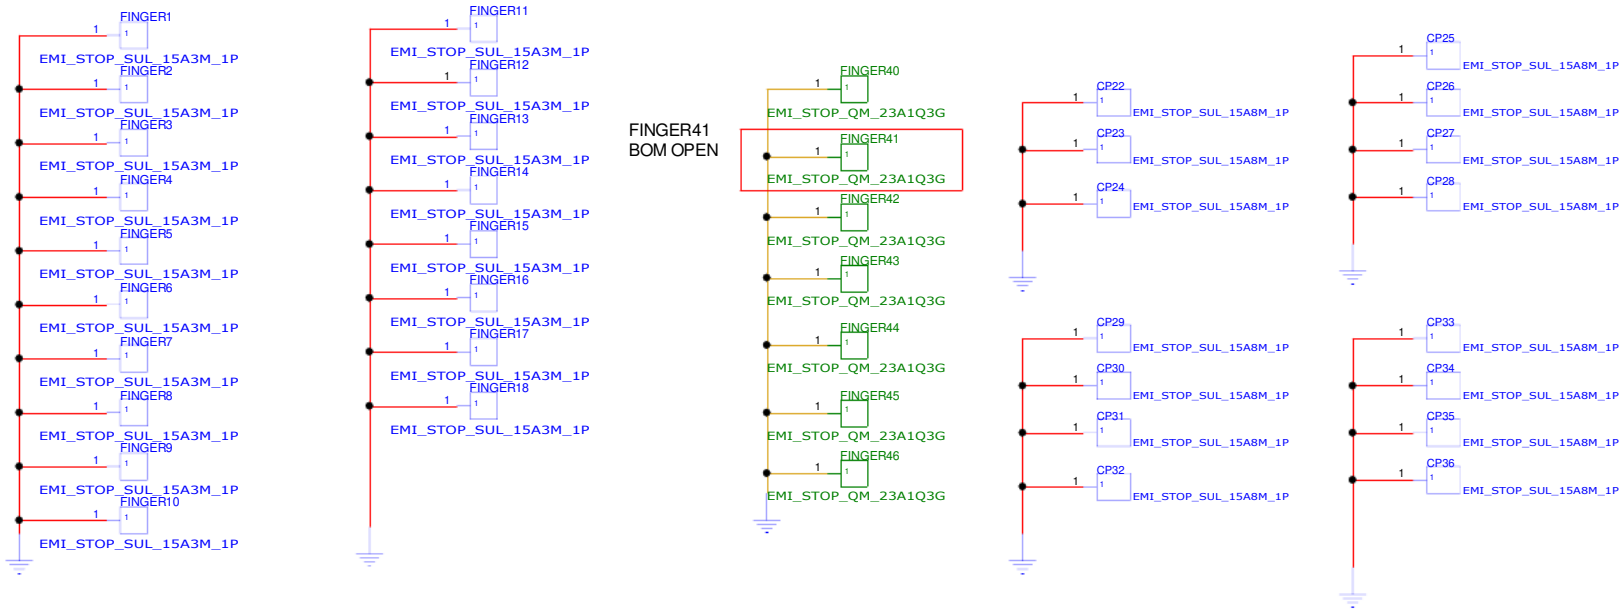 FINGER1
1
1
EMI_STOP_SUL_15A3M_1P
FINGER2
1
1
EMI_STOP_SUL_15A3M_1P
FINGER3
1
1
EMI_STOP_SUL_15A3M_1P
FINGER4
1
1
EMI_STOP_SUL_15A3M_1P
FINGER5
1
1
EMI_STOP_SUL_15A3M_1P
FINGER6
1
1
EMI_STOP_SUL_15A3M_1P
FINGER7
1
1
EMI_STOP_SUL_15A3M_1P
FINGER8
1
1
EMI_STOP_SUL_15A3M_1P
FINGER9
1
1
EMI_STOP_SUL_15A3M_1P
FINGER10
1
1
EMI_STOP_SUL_15A3M_1P
FINGER11
1
1
EMI_STOP_SUL_15A3M_1P
FINGER12
1
1
EMI_STOP_SUL_15A3M_1P
FINGER13
1
1
EMI_STOP_SUL_15A3M_1P
FINGER14
1
1
EMI_STOP_SUL_15A3M_1P
FINGER15
1
1
EMI_STOP_SUL_15A3M_1P
FINGER16
1
1
EMI_STOP_SUL_15A3M_1P
FINGER17
1
1
EMI_STOP_SUL_15A3M_1P
FINGER18
1
1
EMI_STOP_SUL_15A3M_1P
FINGER41
BOM OPEN
FINGER40
1
1
EMI_STOP_QM_23A1Q3G
FINGER41
1
1
EMI_STOP_QM_23A1Q3G
FINGER42
1
1
EMI_STOP_QM_23A1Q3G
FINGER43
1
1
EMI_STOP_QM_23A1Q3G
FINGER44
1
1
EMI_STOP_QM_23A1Q3G
FINGER45
1
1
EMI_STOP_QM_23A1Q3G
FINGER46
1
1
EMI_STOP_QM_23A1Q3G
CP22
1
1
EMI_STOP_SUL_15A8M_1P
CP23
1
1
EMI_STOP_SUL_15A8M_1P
CP24
1
1
EMI_STOP_SUL_15A8M_1P
CP29
1
1
EMI_STOP_SUL_15A8M_1P
CP30
1
1
EMI_STOP_SUL_15A8M_1P
CP31
1
1
EMI_STOP_SUL_15A8M_1P
CP32
1
1
EMI_STOP_SUL_15A8M_1P
CP25
1
1
EMI_STOP_SUL_15A8M_1P
CP26
1
1
EMI_STOP_SUL_15A8M_1P
CP27
1
1
EMI_STOP_SUL_15A8M_1P
CP28
1
1
EMI_STOP_SUL_15A8M_1P
CP33
1
1
EMI_STOP_SUL_15A8M_1P
CP34
1
1
EMI_STOP_SUL_15A8M_1P
CP35
1
1
EMI_STOP_SUL_15A8M_1P
CP36
1
1
EMI_STOP_SUL_15A8M_1P